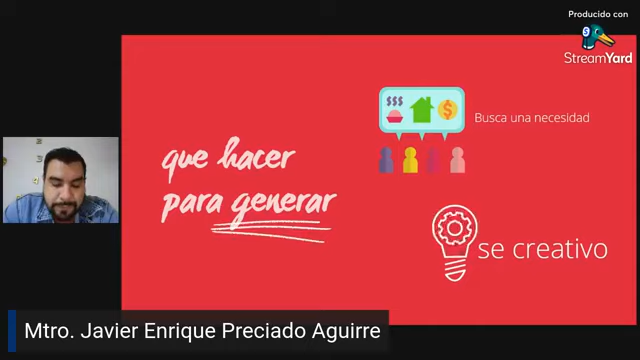 Producido con
StreamYard
$$$
$
Busca una necesidad
que hacer
para generar
se creativo
Mtro. Javier Enrique Preciado Aguirre